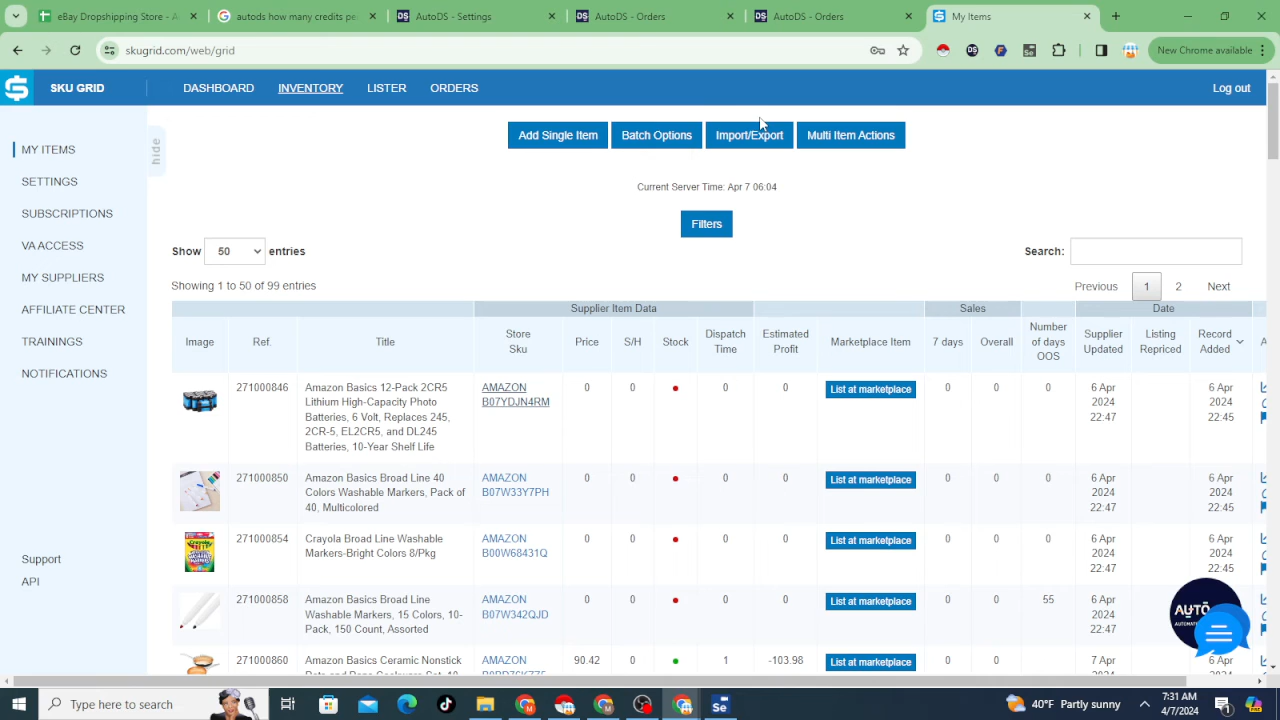 eBay Dropshipping Store - A
autods how many credits pe
AutoDS - Settings
AutoDS - Orders
AutoDS - Orders
My Items
skugrid.com/web/grid
New Chrome available
SKU GRID
DASHBOARD
INVENTORY
LISTER
ORDERS
Log out
MY ITEMS
SETTINGS
SUBSCRIPTIONS
VA ACCESS
MY SUPPLIERS
AFFILIATE CENTER
TRAININGS
NOTIFICATIONS
Support
API
hide
Add Single Item
Batch Options
Import/Export
Multi Item Actions
Current Server Time: Apr 7 06:04
Filters
Show 50 entries
Search:
Showing 1 to 50 of 99 entries
Previous 1 2 Next
Supplier Item Data
Sales
Date
Image
Ref.
Title
Store
Sku
Price
S/H
Stock
Dispatch
Time
Estimated
Profit
Marketplace Item
7 days
Overall
Number
of days
OOS
Supplier
Updated
Listing
Repriced
Record
Added
A
271000846
Amazon Basics 12-Pack 2CR5
Lithium High-Capacity Photo
Batteries, 6 Volt, Replaces 245,
2CR-5, EL2CR5, and DL245
Batteries, 10-Year Shelf Life
AMAZON
B07YDJN4RM
0
0
0
0
List at marketplace
0
0
0
6 Apr
2024
22:47
6 Apr
2024
22:45
271000850
Amazon Basics Broad Line 40
Colors Washable Markers, Pack of
40, Multicolored
AMAZON
B07W33Y7PH
0
0
0
0
List at marketplace
0
0
0
6 Apr
2024
22:47
6 Apr
2024
22:45
271000854
Crayola Broad Line Washable
Markers-Bright Colors 8/Pkg
AMAZON
B00W68431Q
0
0
0
0
List at marketplace
0
0
0
6 Apr
2024
22:47
6 Apr
2024
22:45
271000858
Amazon Basics Broad Line
Washable Markers, 15 Colors, 10-
Pack, 150 Count, Assorted
AMAZON
B07W342QJD
0
0
0
0
List at marketplace
0
0
55
6 Apr
2024
22:47
6 Apr
2024
22:45
271000860
Amazon Basics Ceramic Nonstick
AMAZON
90.42
0
1
-103.98
List at marketplace
0
0
0
7 Apr
2024
6 Apr
2024
AUTO
Type here to search
40°F Partly sunny
7:31 AM
4/7/2024